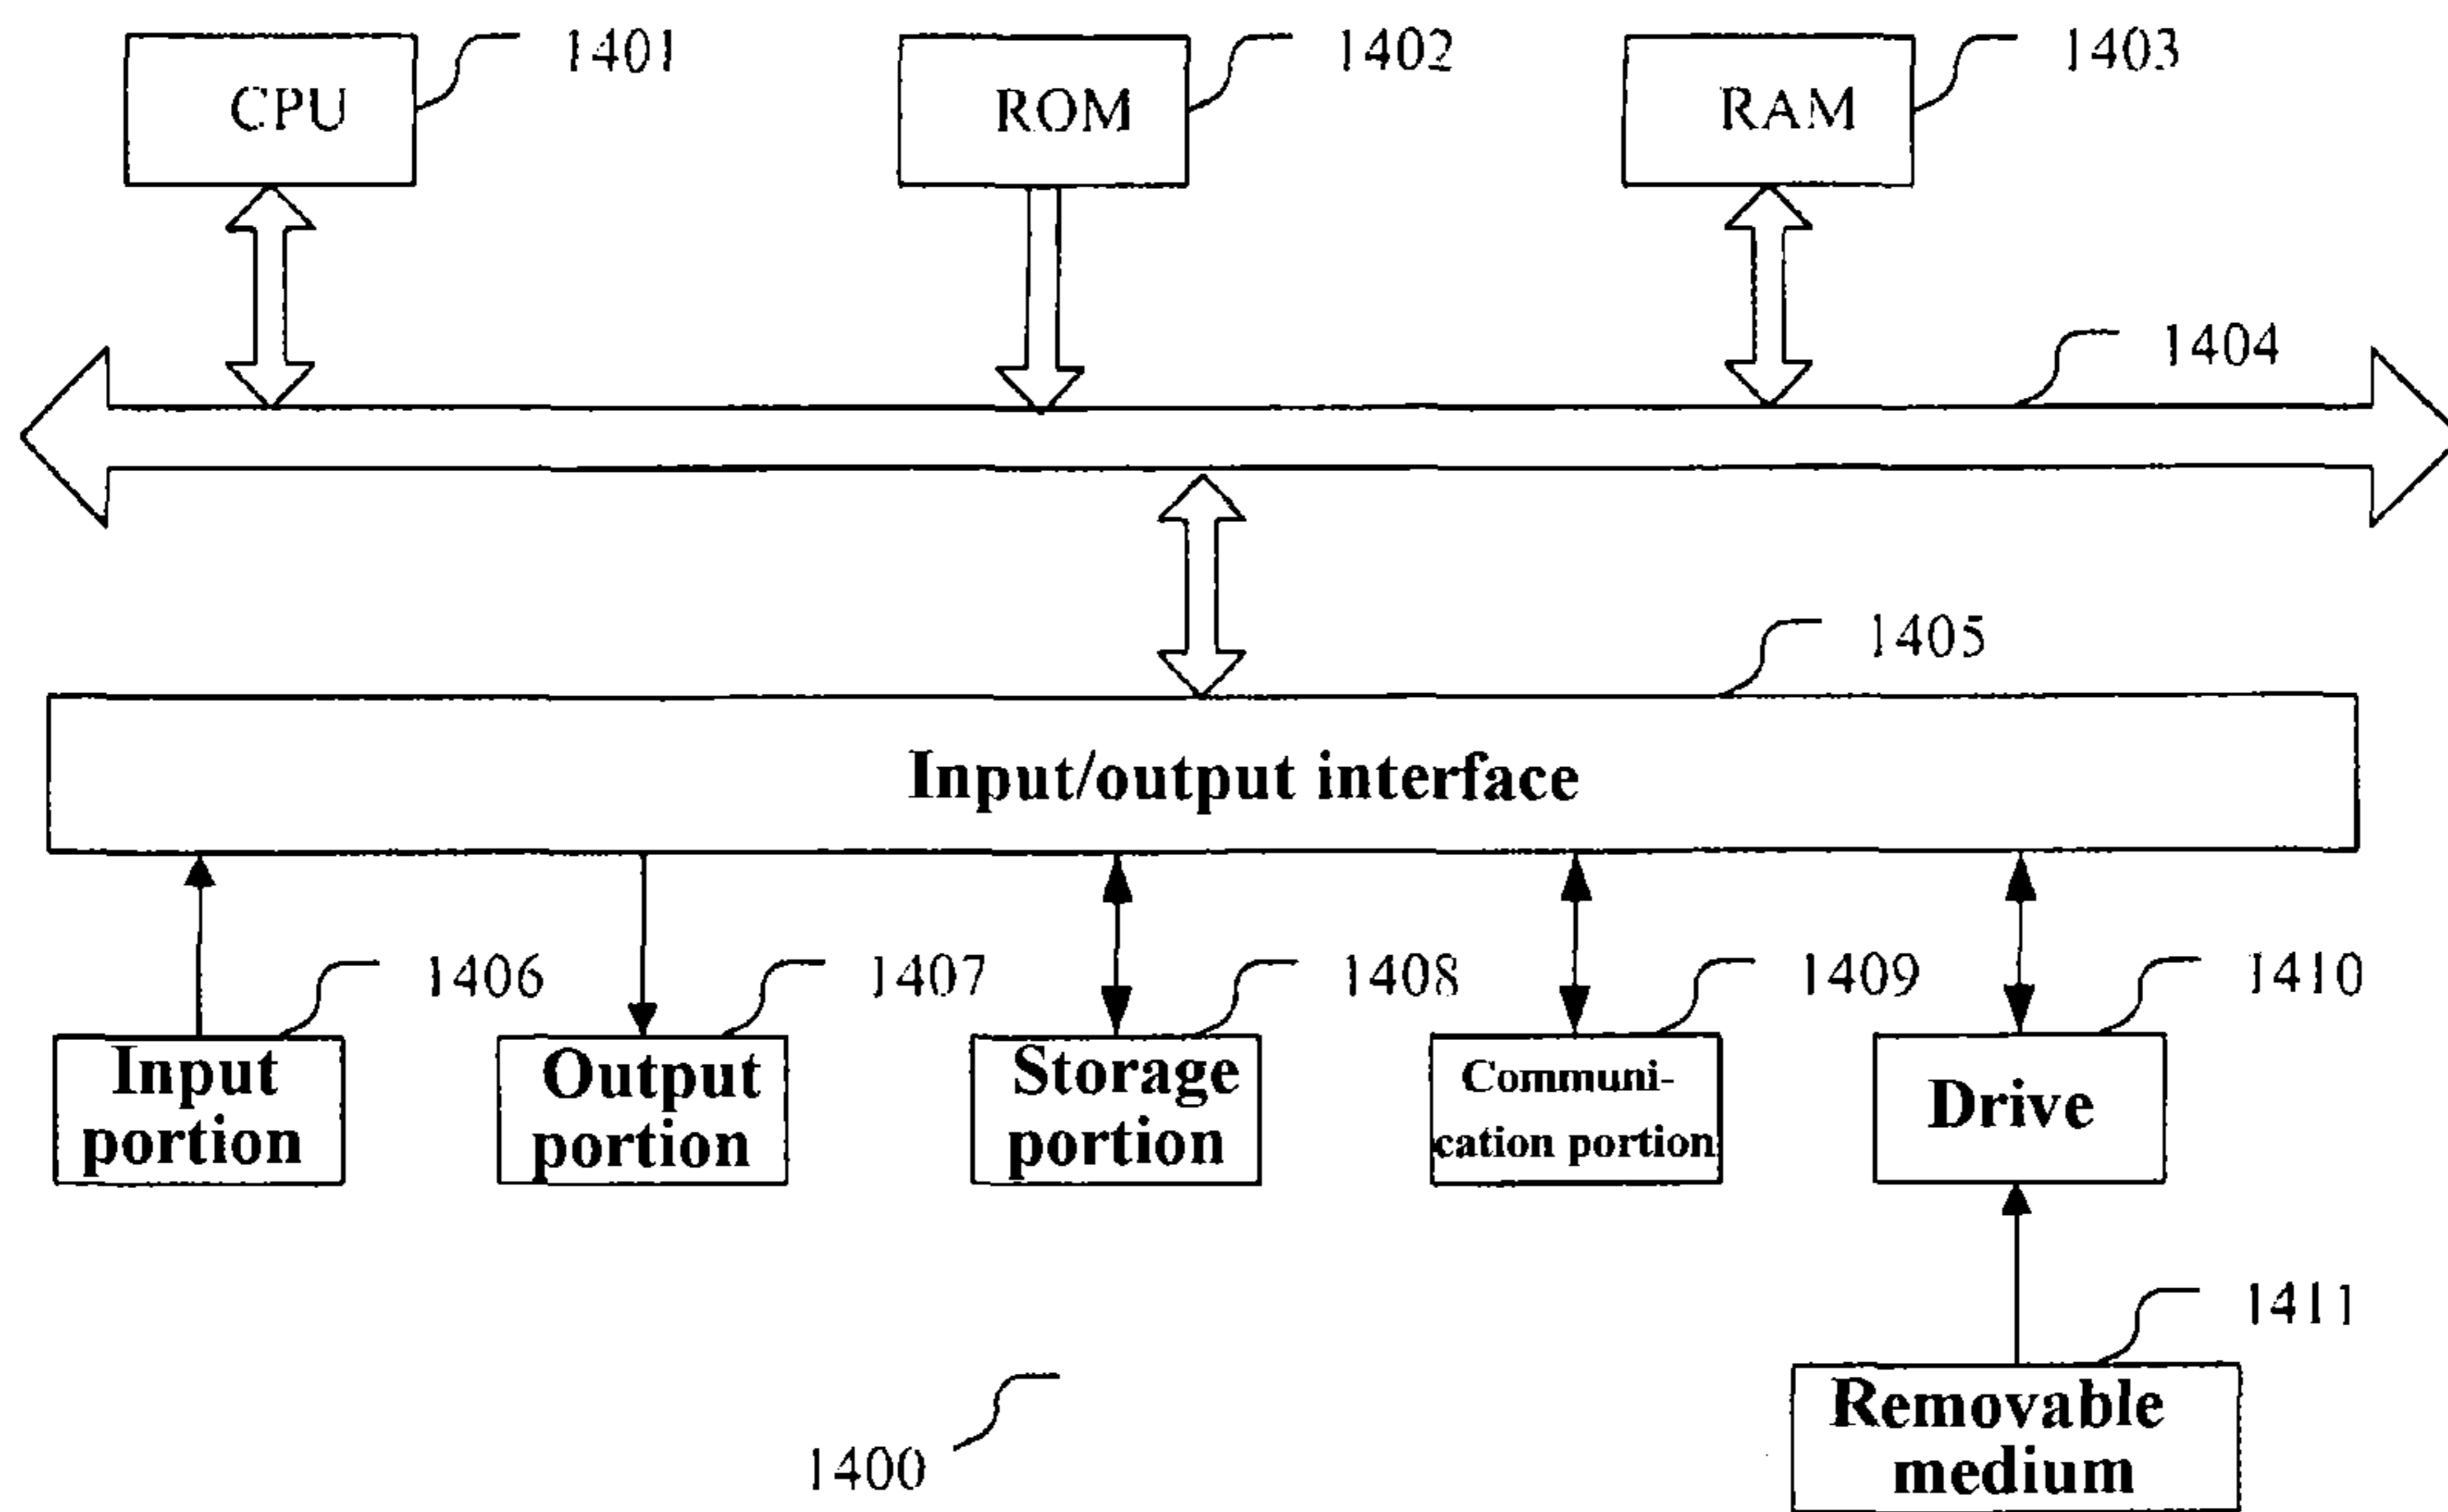 CPU 1401
ROM 1402
RAM 1403
1404
1405
Input/output interface
1406
1407
1408
1409
1410
Input
portion
Output
portion
Storage
portion
Communi-
cation portion
Drive
1411
Removable
medium
1400